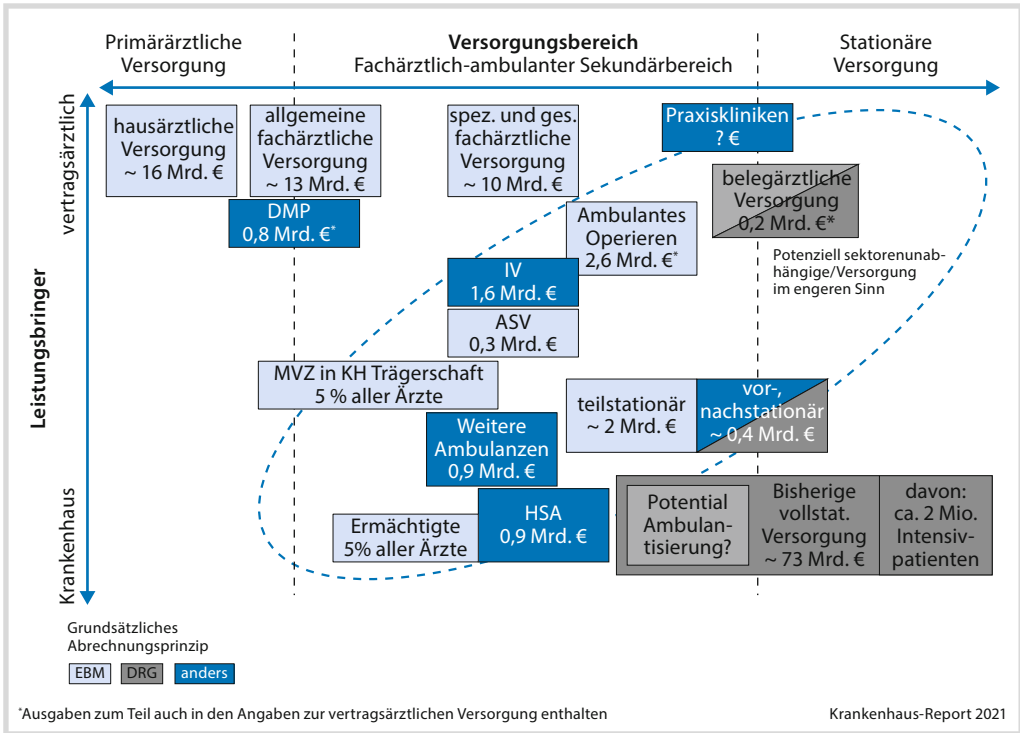 Primärärztliche
Versorgung
Versorgungsbereich
Fachärztlich-ambulanter Sekundärbereich
Stationäre
Versorgung
Leistungsbringer
vertragsärztlich
Krankenhaus
hausärztliche
Versorgung
~ 16 Mrd. €
allgemeine
fachärztliche
Versorgung
~ 13 Mrd. €
DMP
0,8 Mrd. €*
spez. und ges.
fachärztliche
Versorgung
~ 10 Mrd. €
Praxiskliniken
? €
belegärztliche
Versorgung
0,2 Mrd. €*
Ambulantes
Operieren
2,6 Mrd. €*
Potenziell sektorenunab-
hängige/Versorgung
im engeren Sinn
IV
1,6 Mrd. €
ASV
0,3 Mrd. €
MVZ in KH Trägerschaft
5 % aller Ärzte
teilstationär
~ 2 Mrd. €
vor-,
nachstationär
~ 0,4 Mrd. €
Weitere
Ambulanzen
0,9 Mrd. €
Ermächtigte
5% aller Ärzte
HSA
0,9 Mrd. €
Potential
Ambulan-
tisierung?
Bisherige
vollstat.
Versorgung
~ 73 Mrd. €
davon:
ca. 2 Mio.
Intensiv-
patienten
Grundsätzliches
Abrechnungsprinzip
EBM DRG anders
*Ausgaben zum Teil auch in den Angaben zur vertragsärztlichen Versorgung enthalten
Krankenhaus-Report 2021